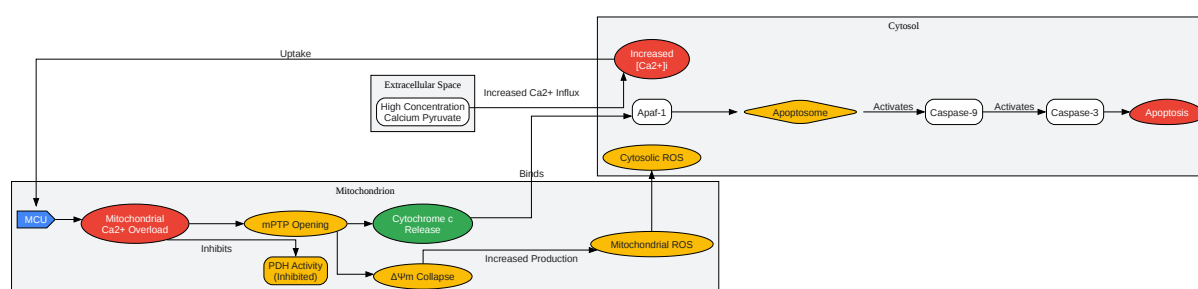 Cytosol
Increased
[Ca2+]i
Uptake
Extracellular Space
High Concentration
Calcium Pyruvate
Increased Ca2+ Influx
Apaf-1
Apoptosome
Activates
Caspase-9
Activates
Caspase-3
Apoptosis
Cytosolic ROS
Binds
Mitochondrion
MCU
Mitochondrial
Ca2+ Overload
mPTP Opening
Cytochrome c
Release
Mitochondrial ROS
Inhibits
PDH Activity
(Inhibited)
Increased Production
ΔΨm Collapse